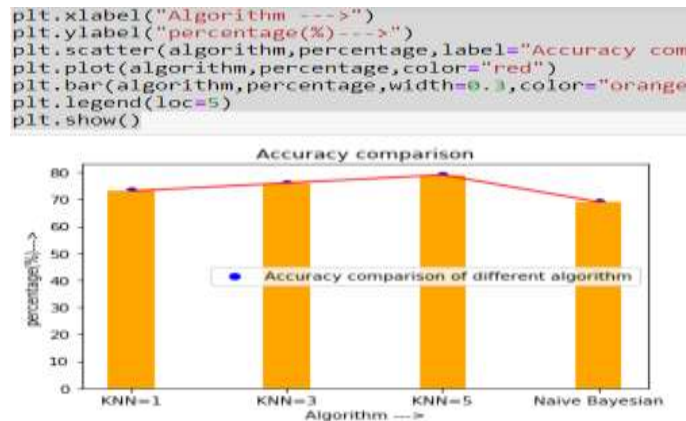 plt.xlabel("Algorithm --->")
plt.ylabel("percentage(%)--->")
plt.scatter(algorithm,percentage,label="Accuracy com
plt.plot(algorithm,percentage,color="red")
plt.bar(algorithm,percentage,width=0.3,color="orange
plt.legend(loc=5)
plt.show()
Accuracy comparison
80
70
60
50
40
30
20
10
0
percentage(%)--->
Accuracy comparison of different algorithm
KNN=1 KNN=3 KNN=5 Naive Bayesian
Algorithm --->